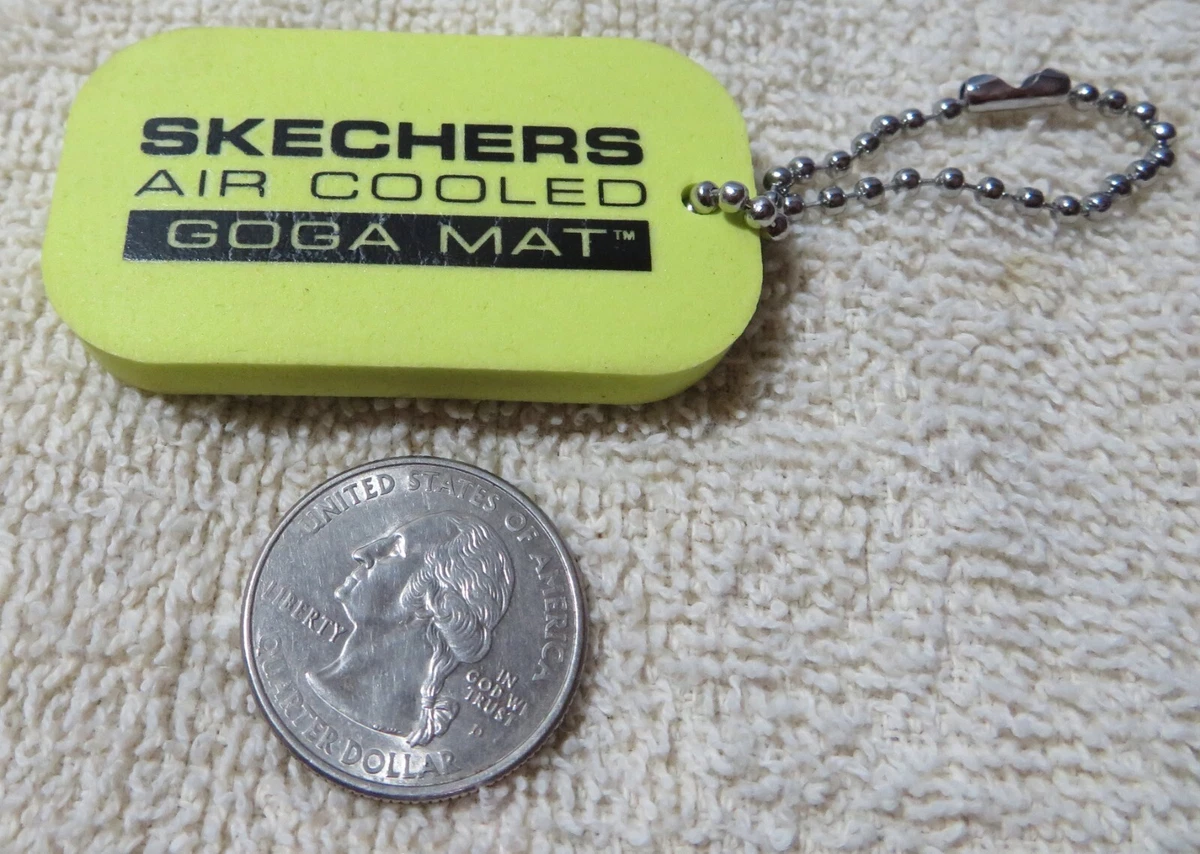 SKECHERS
AIR COOLED
GOGA MAT™
UNITED STATES OF AMERICA
LIBERTY
IN
GOD WE
TRUST
P
QUARTER DOLLAR